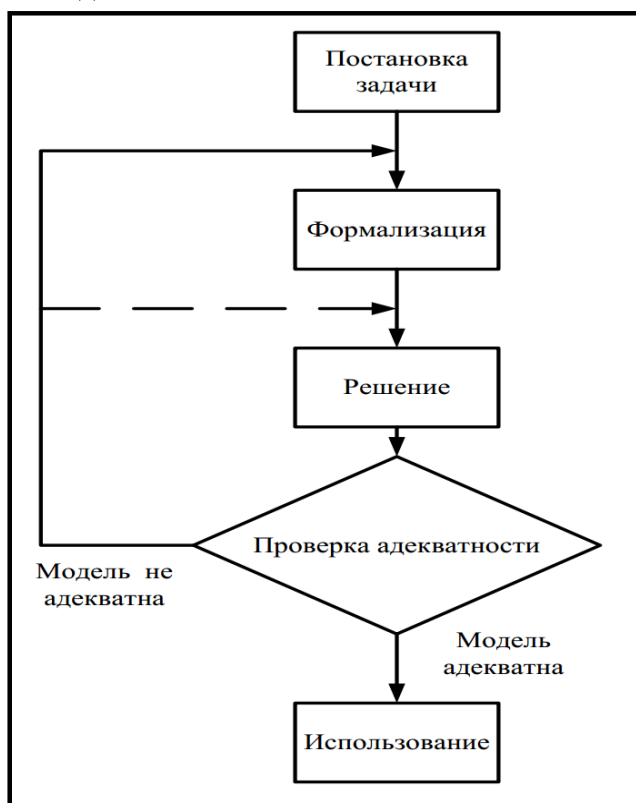 Постановка
задачи
Формализация
Решение
Проверка адекватности
Модель не
адекватна
Модель
адекватна
Использование